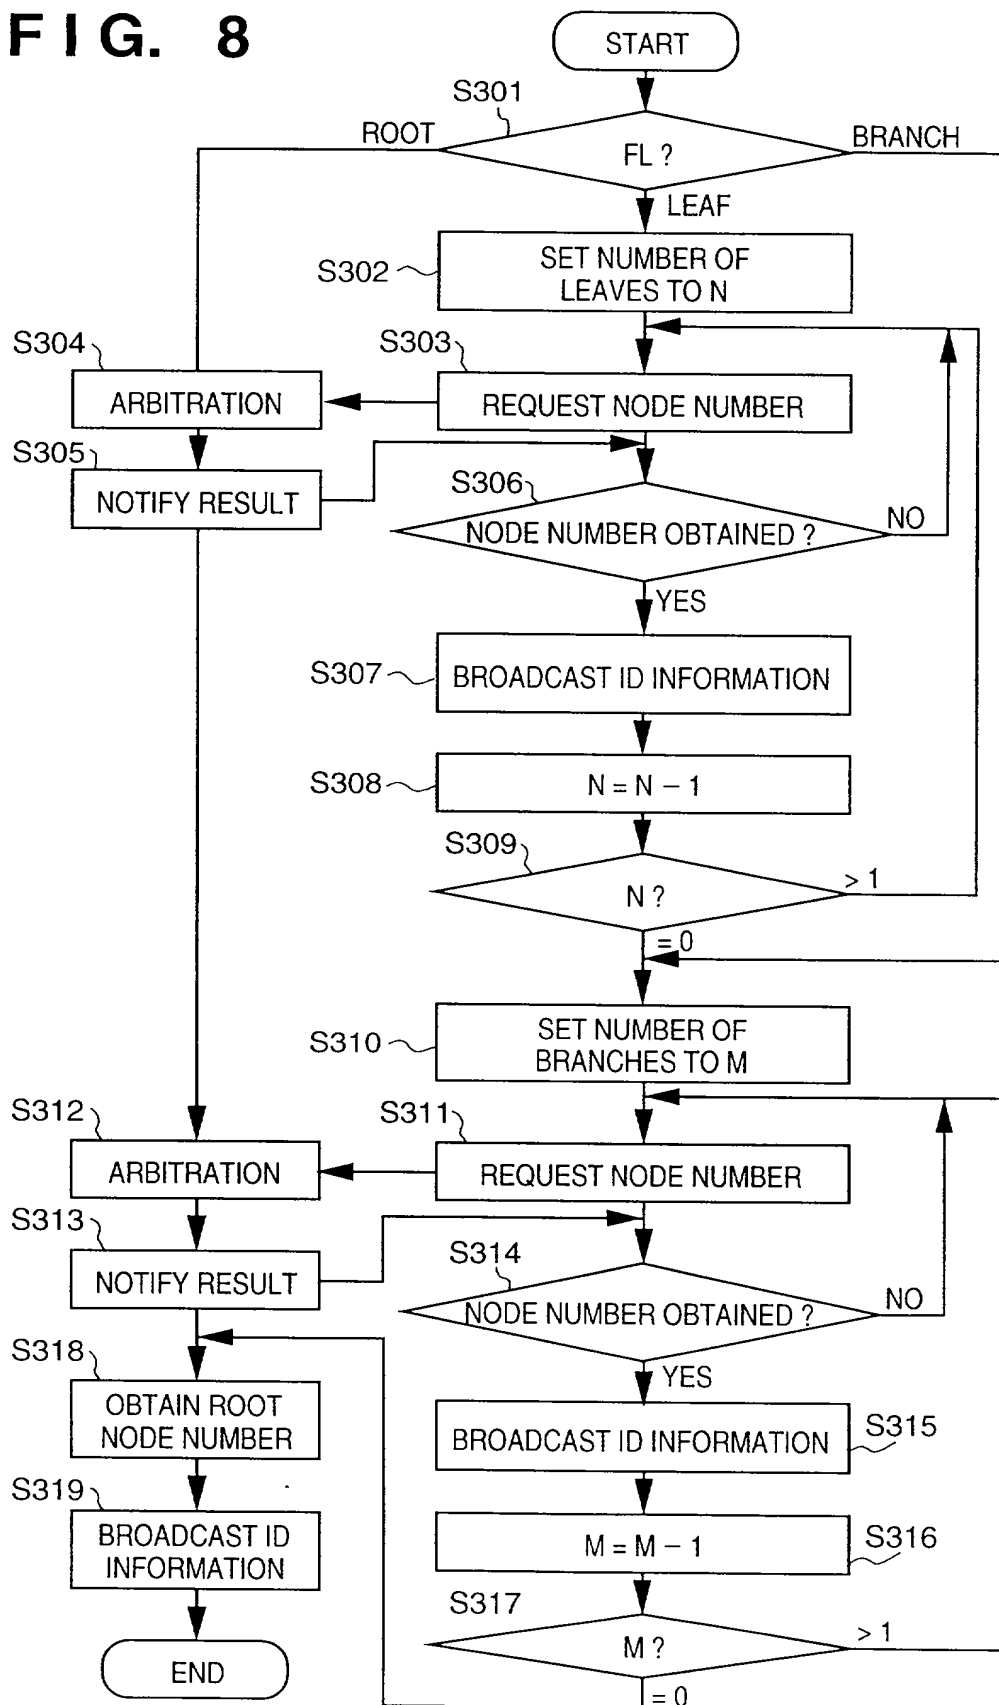 FIG. 8
START
S301
ROOT
FL ?
BRANCH
LEAF
S302
SET NUMBER OF
LEAVES TO N
S304
S303
ARBITRATION
REQUEST NODE NUMBER
S305
NOTIFY RESULT
S306
NODE NUMBER OBTAINED ?
NO
YES
S307
BROADCAST ID INFORMATION
S308
N = N – 1
S309
N ?
> 1
= 0
S310
SET NUMBER OF
BRANCHES TO M
S312
S311
ARBITRATION
REQUEST NODE NUMBER
S313
NOTIFY RESULT
S314
NODE NUMBER OBTAINED ?
NO
YES
S318
OBTAIN ROOT
NODE NUMBER
BROADCAST ID INFORMATION
S315
S319
BROADCAST ID
INFORMATION
M = M – 1
S316
S317
M ?
> 1
= 0
END